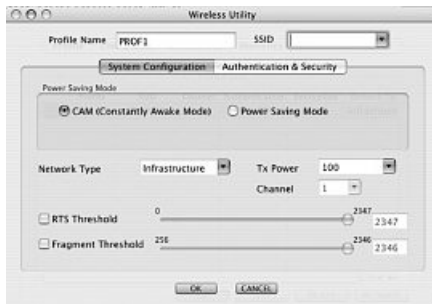 Wireless Utility
Profile Name PROF1 SSID
System Configuration Authentication & Security
Power Saving Mode
CAM (Constantly Awake Mode) Power Saving Mode
Network Type Infrastructure Tx Power 100
Channel 1
RTS Threshold 0 2347 2347
Fragment Threshold 256 2346 2346
OK CANCEL